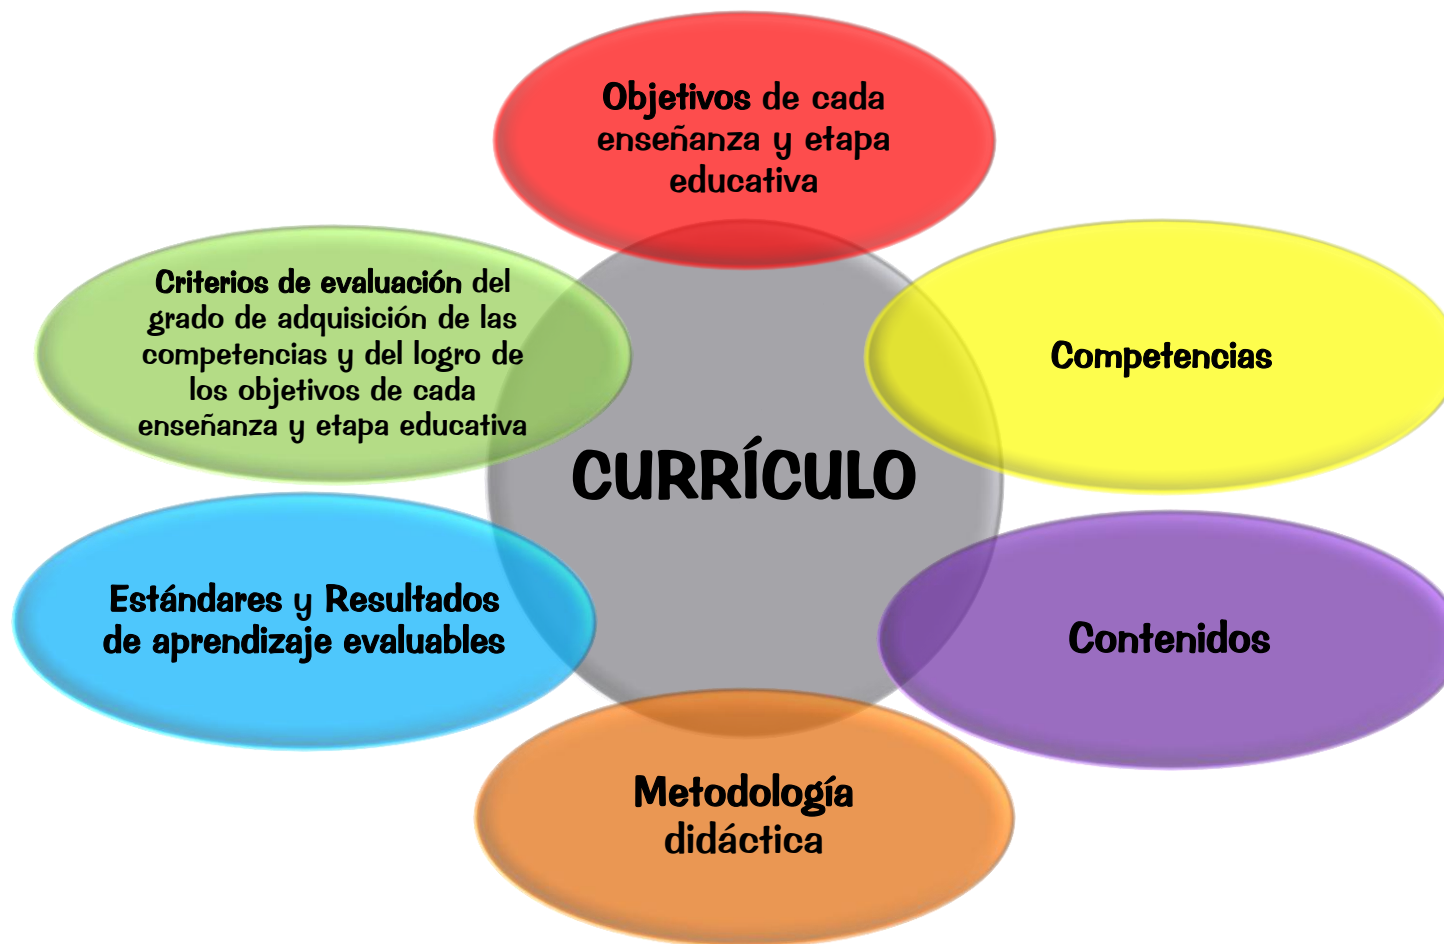 Objetivos de cada
enseñanza y etapa
educativa
Criterios de evaluación del
grado de adquisición de las
competencias y del logro de
los objetivos de cada
enseñanza y etapa educativa
Competencias
CURRÍCULO
Estándares y Resultados
de aprendizaje evaluables
Contenidos
Metodología
didáctica